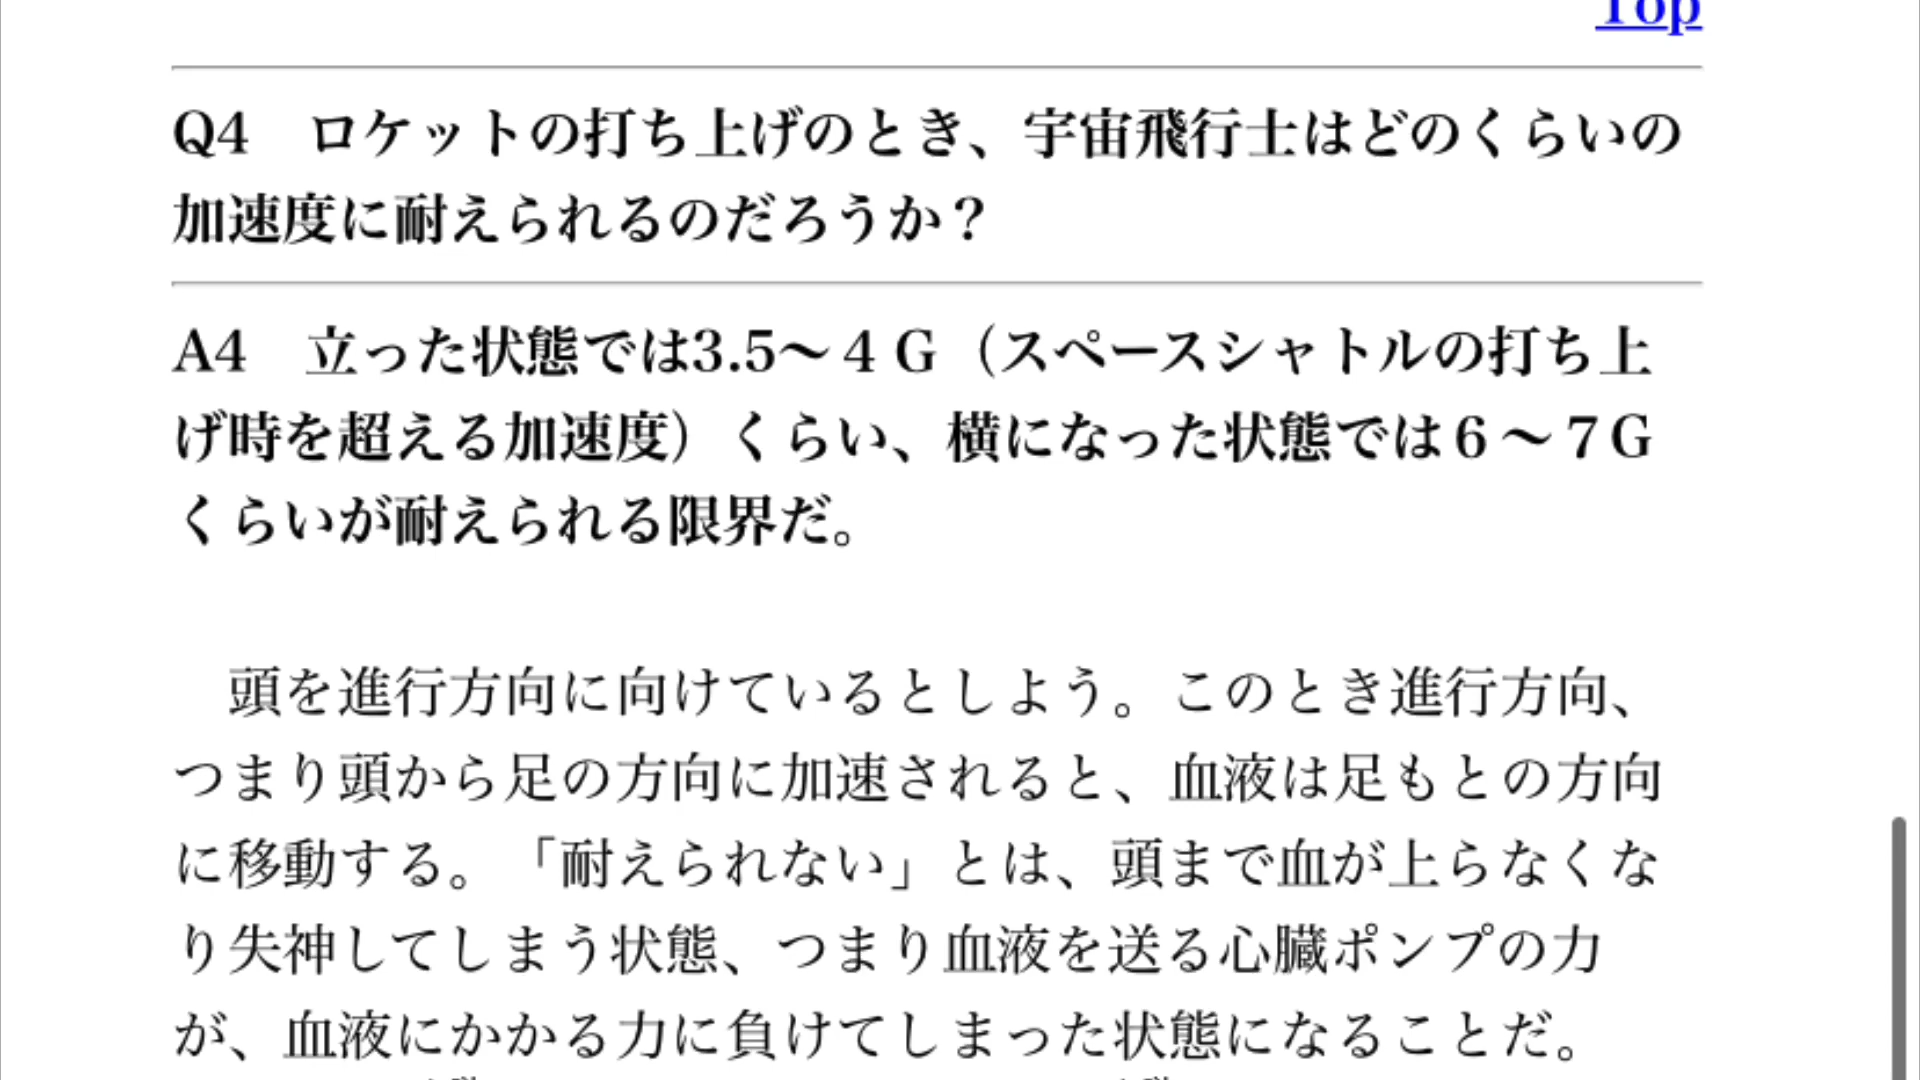 Top
Q4　ロケットの打ち上げのとき、宇宙飛行士はどのくらいの
加速度に耐えられるのだろうか？
A4　立った状態では3.5〜４Ｇ（スペースシャトルの打ち上
げ時を超える加速度）くらい、横になった状態では６〜７G
くらいが耐えられる限界だ。
　頭を進行方向に向けているとしよう。このとき進行方向、
つまり頭から足の方向に加速されると、血液は足もとの方向
に移動する。「耐えられない」とは、頭まで血が上らなくな
り失神してしまう状態、つまり血液を送る心臓ポンプの力
が、血液にかかる力に負けてしまった状態になることだ。